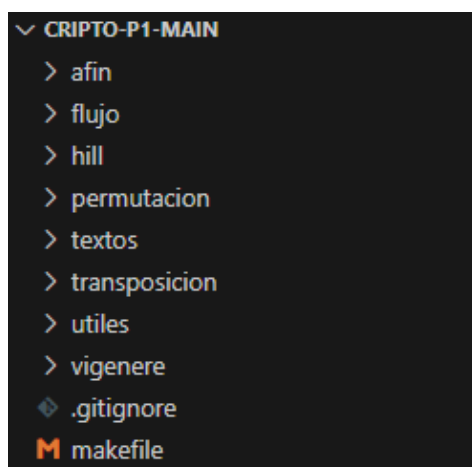 CRIPTO-P1-MAIN
afin
flujo
hill
permutacion
textos
transposicion
utiles
vigenere
.gitignore
M makefile